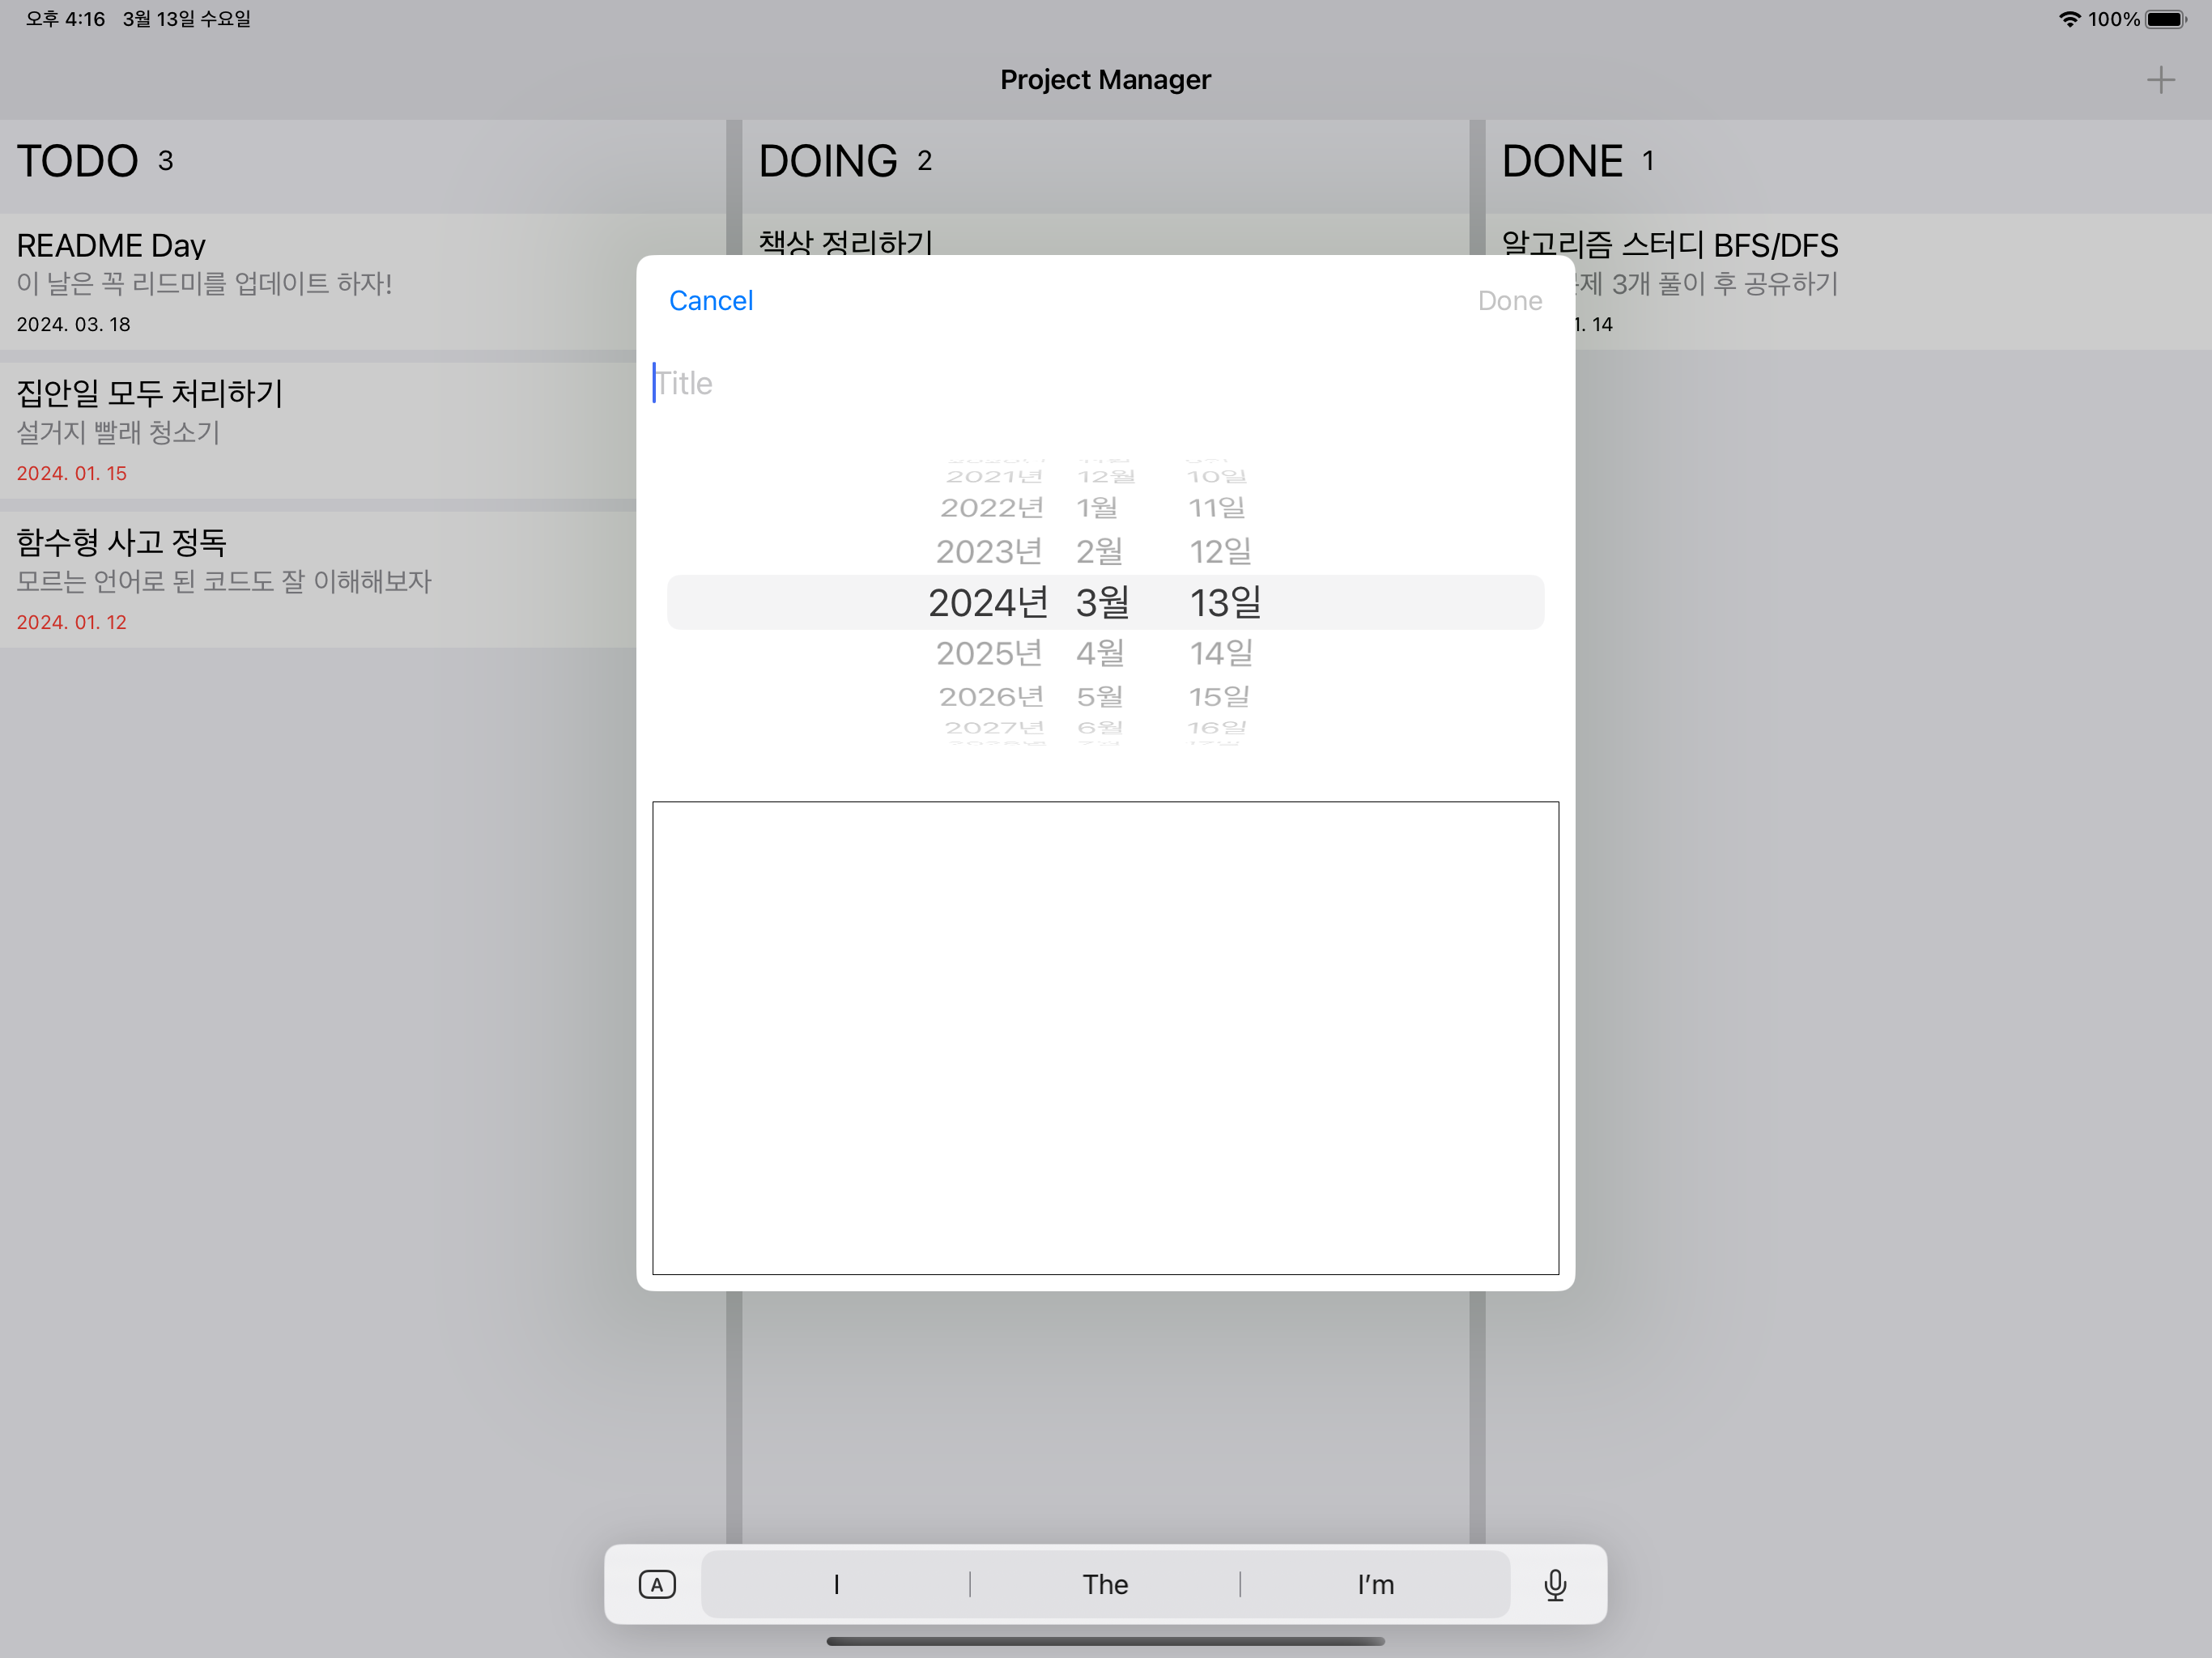 오후 4:16 3월 13일 수요일
100%
Project Manager
TODO 3
README Day
이 날은 꼭 리드미를 업데이트 하자!
2024. 03. 18
집안일 모두 처리하기
설거지 빨래 청소기
2024. 01. 15
함수형 사고 정독
모르는 언어로 된 코드도 잘 이해해보자
2024. 01. 12
DOING 2
책상 정리하기
DONE 1
알고리즘 스터디 BFS/DFS
3개 풀이 후 공유하기
14
Cancel
Done
Title
2021년 12월 10일
2022년 1월 11일
2023년 2월 12일
2024년 3월 13일
2025년 4월 14일
2026년 5월 15일
2027년 6월 16일
A
I
The
I’m